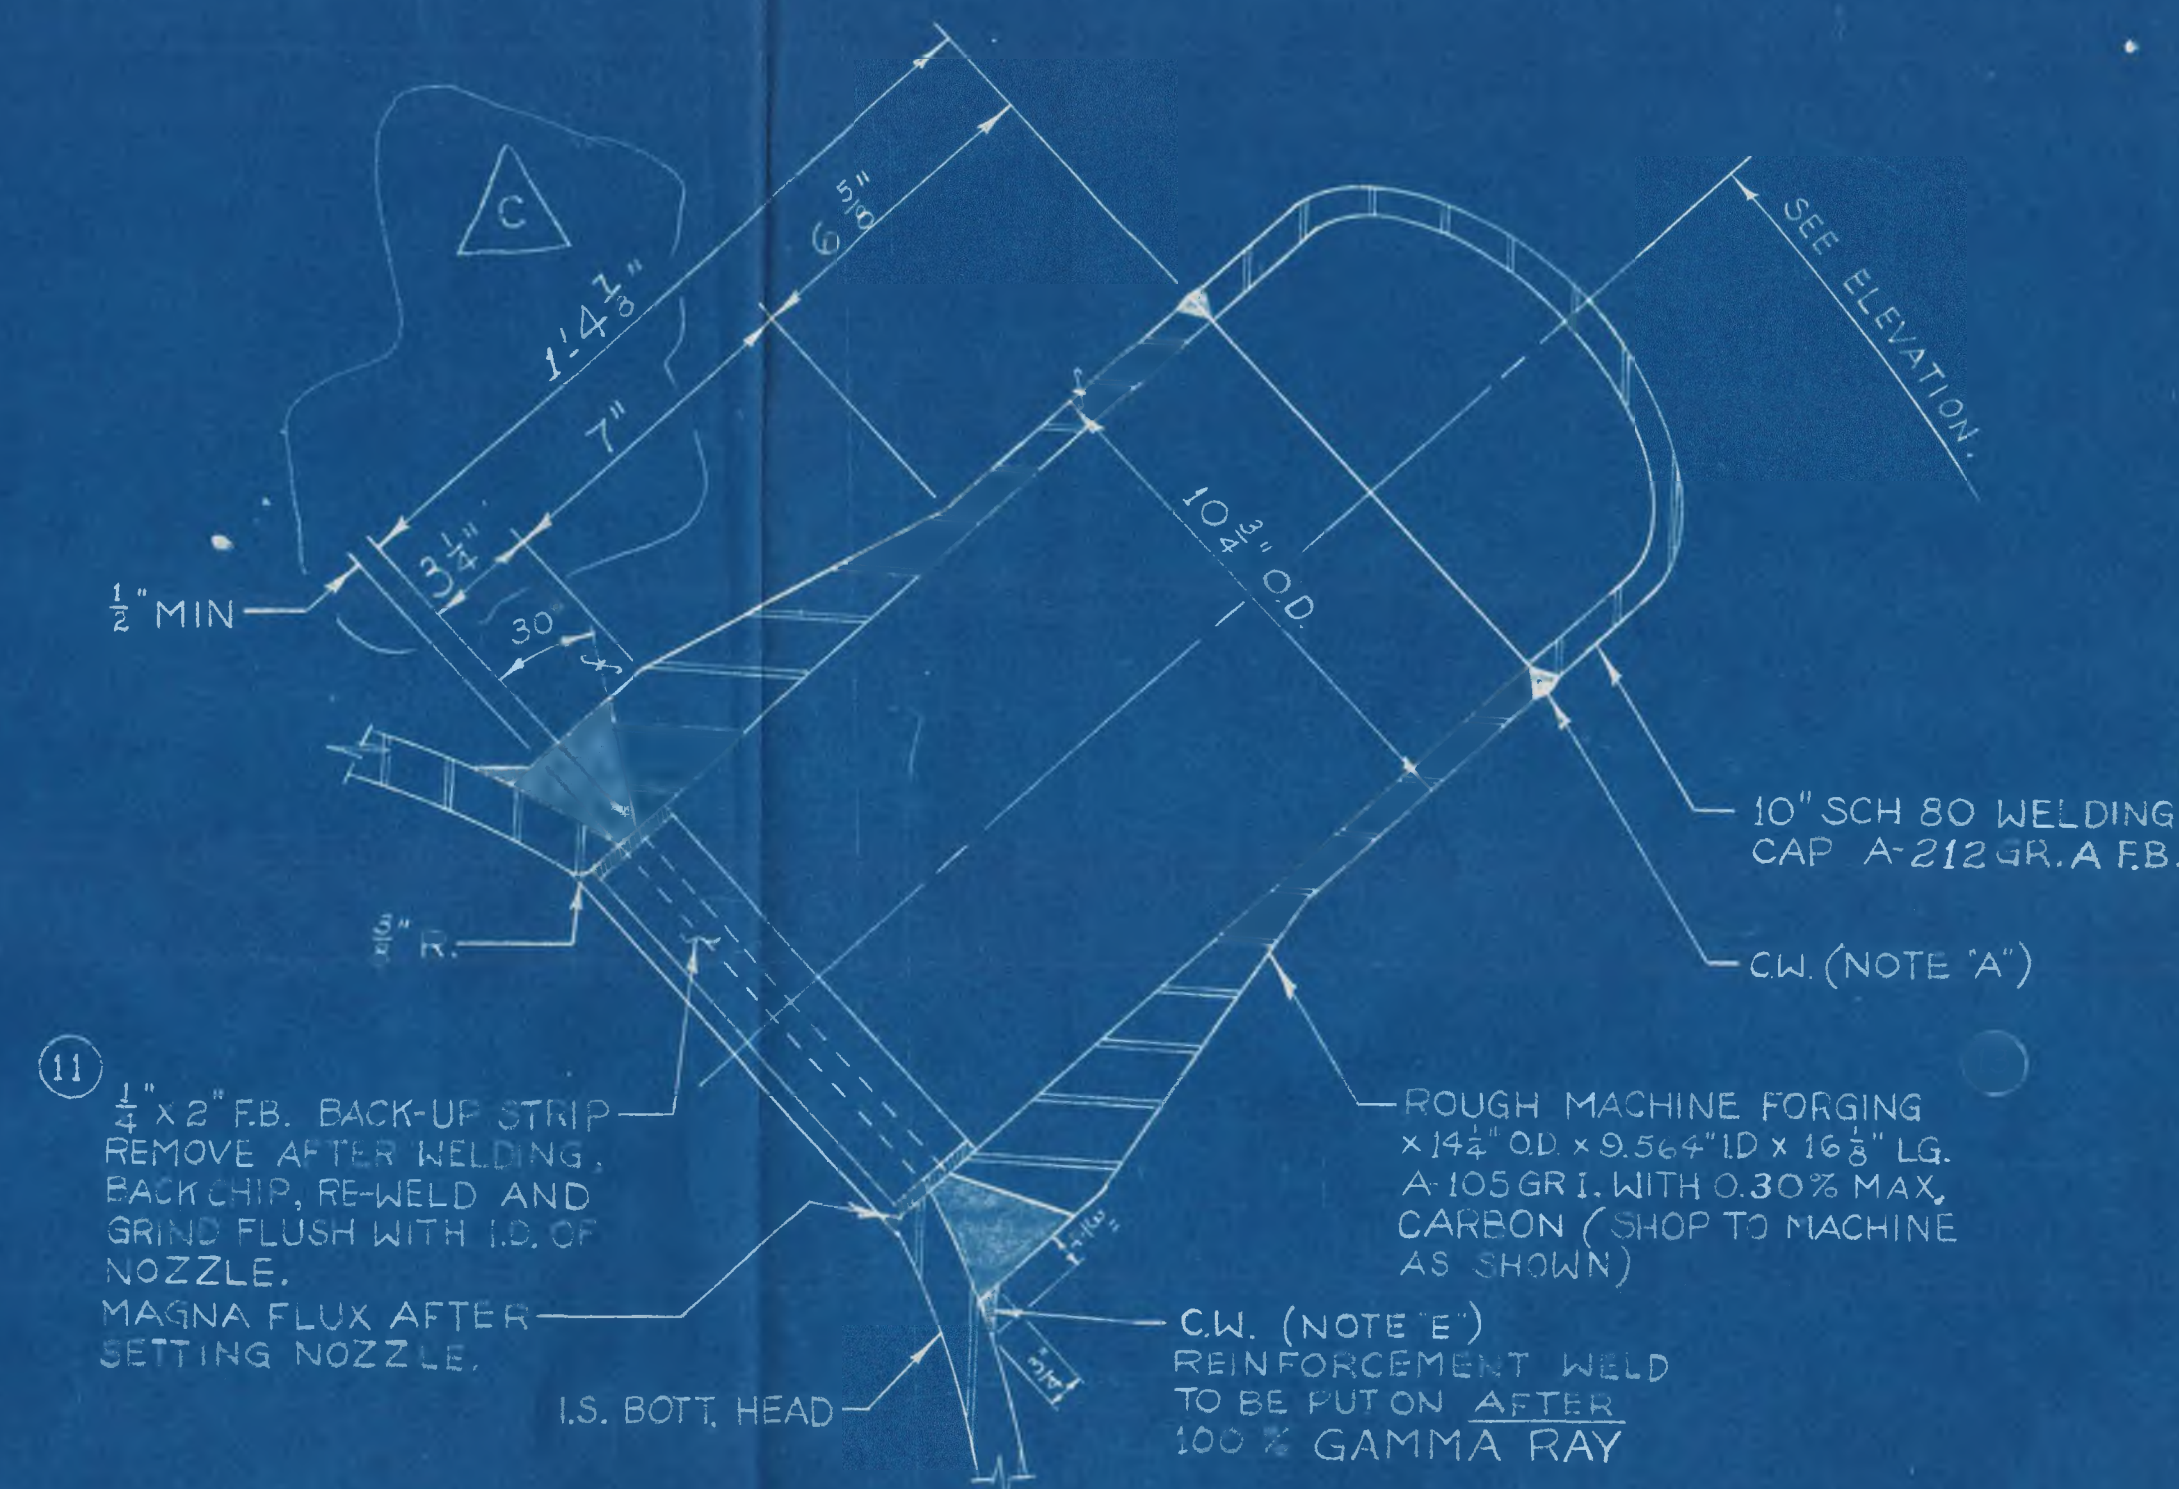 C
1'-4 7/8"
6 5/8"
7"
3 1/4"
30°
1/2" MIN
SEE ELEVATION.
10 3/4" O.D.
10" SCH 80 WELDING
CAP A-212 GR. A F.B.
C.W. (NOTE "A")
R.
11
1/4" X 2" F.B. BACK-UP STRIP
REMOVE AFTER WELDING,
BACKCHIP, RE-WELD AND
GRIND FLUSH WITH I.D. OF
NOZZLE.
MAGNA FLUX AFTER
SETTING NOZZLE.
I.S. BOTT. HEAD
ROUGH MACHINE FORGING
X 14 1/4" O.D. X 9.564" I.D X 16 1/8" LG.
A-105 GR I. WITH 0.30% MAX.
CARBON (SHOP TO MACHINE
AS SHOWN)
C.W. (NOTE "E")
REINFORCEMENT WELD
TO BE PUT ON AFTER
100% GAMMA RAY